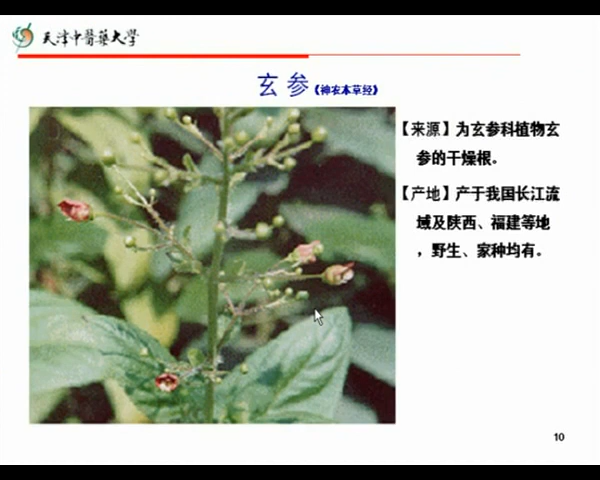 天津中醫藥大學
玄参《神农本草经》
【来源】为玄参科植物玄
参的干燥根。
【产地】产于我国长江流
域及陕西、福建等地
，野生、家种均有。
10